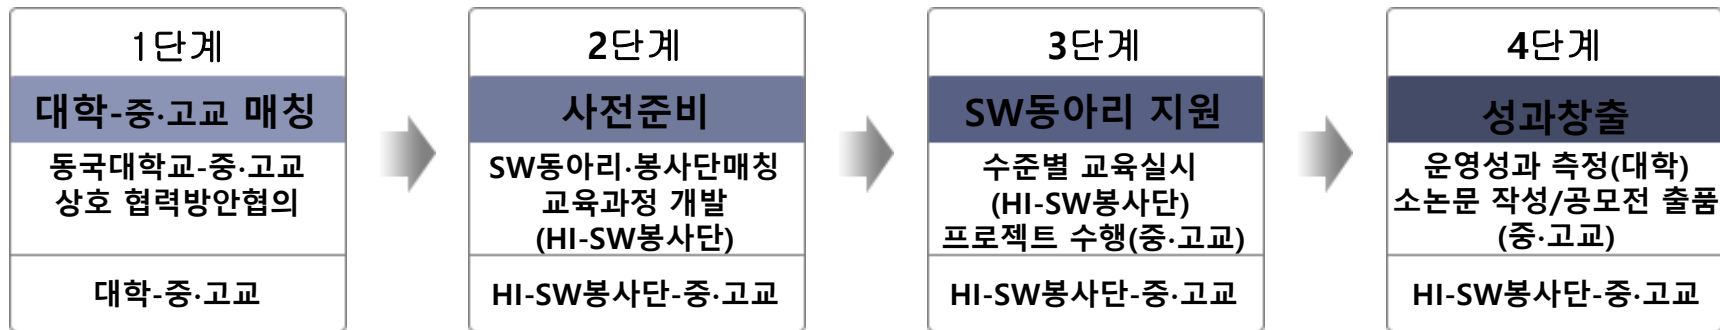 1단계
대학-중·고교 매칭
동국대학교-중·고교
상호 협력방안협의
대학-중·고교
2단계
사전준비
SW동아리·봉사단매칭
교육과정 개발
(HI-SW봉사단)
HI-SW봉사단-중·고교
3단계
SW동아리 지원
수준별 교육실시
(HI-SW봉사단)
프로젝트 수행(중·고교)
HI-SW봉사단-중·고교
4단계
성과창출
운영성과 측정(대학)
소논문 작성/공모전 출품
(중·고교)
HI-SW봉사단-중·고교